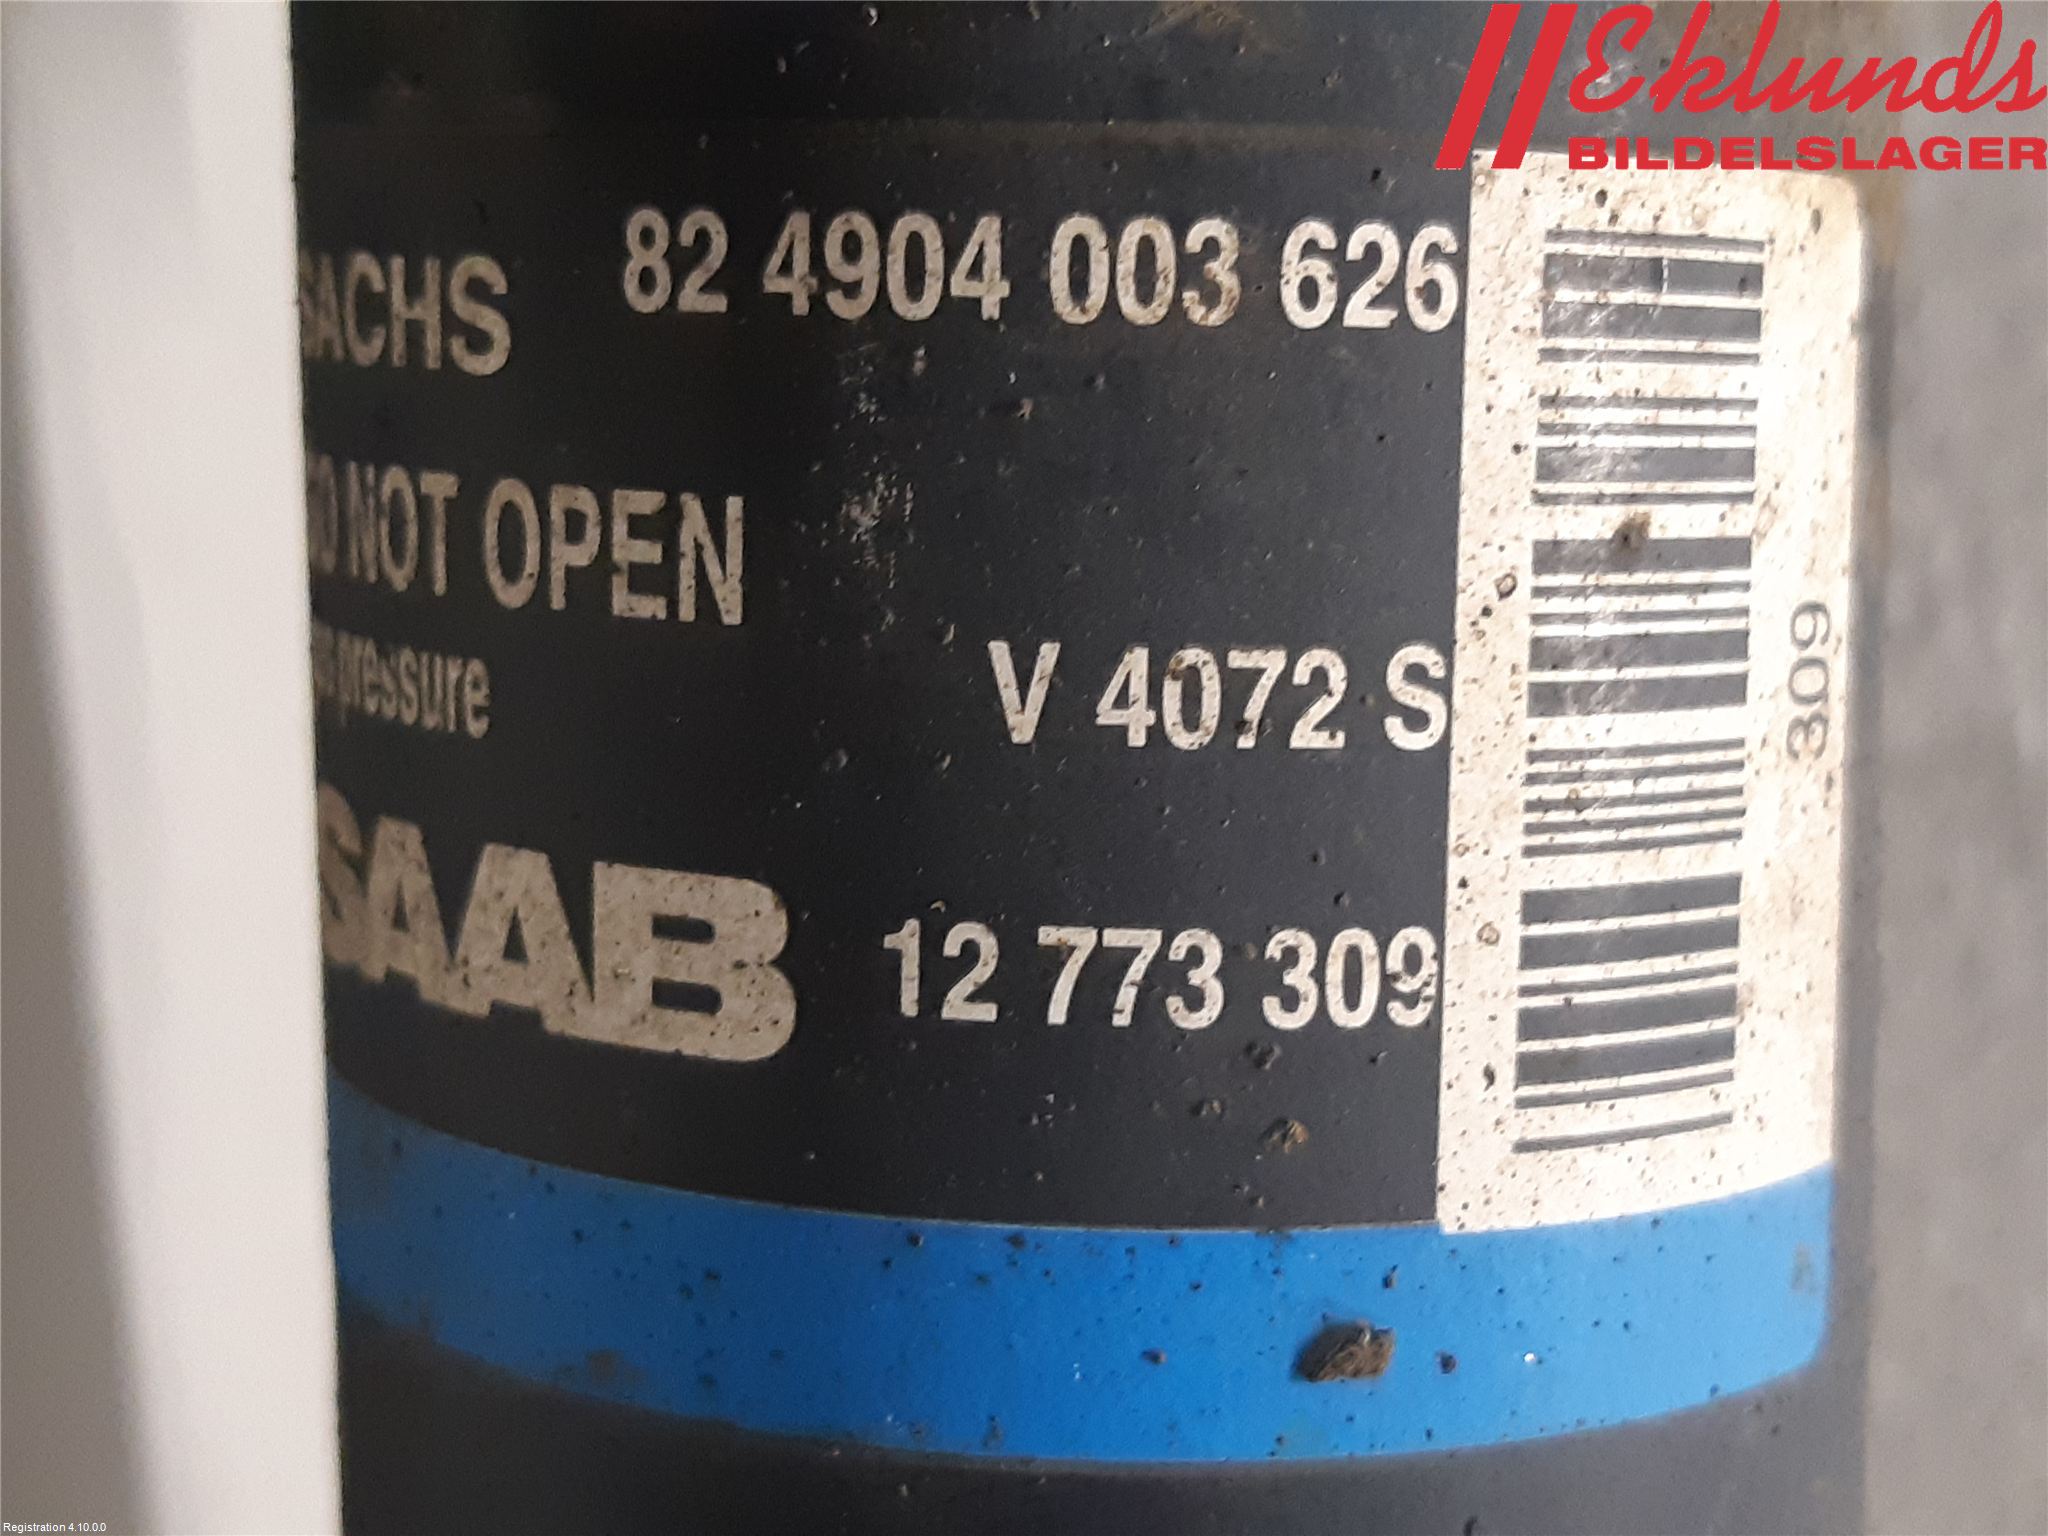 Eklunds
BILDELSLAGER
SACHS 82 4904 003 626
DO NOT OPEN
pressure
V 4072 S
309
SAAB 12 773 309
Registration 4.10.0.0